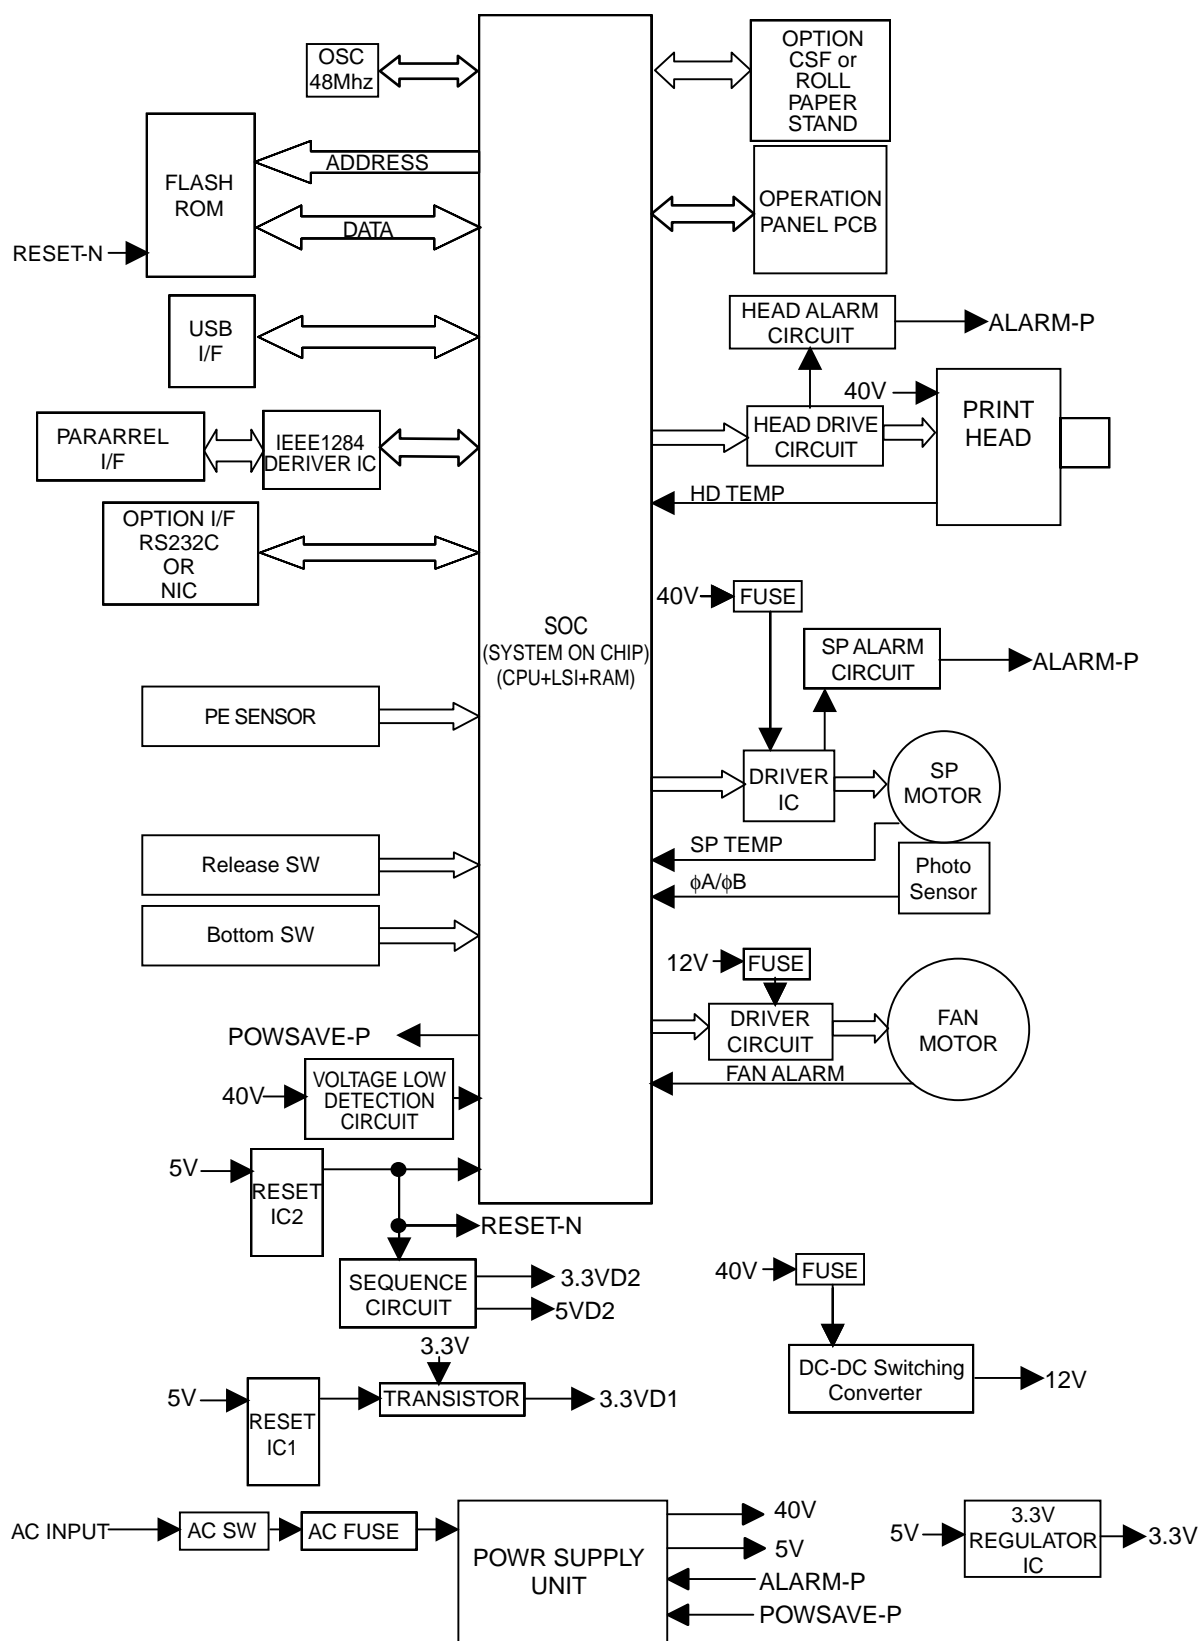 OSC
48Mhz
OPTION
CSF or
ROLL
PAPER
STAND
FLASH
ROM
ADDRESS
DATA
RESET-N
OPERATION
PANEL PCB
USB
I/F
HEAD ALARM
CIRCUIT
ALARM-P
40V
PRINT
HEAD
PARARREL
I/F
IEEE1284
DERIVER IC
HEAD DRIVE
CIRCUIT
HD TEMP
OPTION I/F
RS232C
OR
NIC
40V
FUSE
SOC
(SYSTEM ON CHIP)
(CPU+LSI+RAM)
SP ALARM
CIRCUIT
ALARM-P
PE SENSOR
DRIVER
IC
SP
MOTOR
SP TEMP
Release SW
Photo
Sensor
ϕA/ϕB
Bottom SW
12V
FUSE
DRIVER
CIRCUIT
FAN
MOTOR
POWSAVE-P
FAN ALARM
40V
VOLTAGE LOW
DETECTION
CIRCUIT
5V
RESET
IC2
RESET-N
SEQUENCE
CIRCUIT
3.3VD2
5VD2
40V
FUSE
3.3V
5V
RESET
IC1
TRANSISTOR
3.3VD1
DC-DC Switching
Converter
12V
AC INPUT
AC SW
AC FUSE
POWR SUPPLY
UNIT
40V
5V
ALARM-P
POWSAVE-P
5V
3.3V
REGULATOR
IC
3.3V